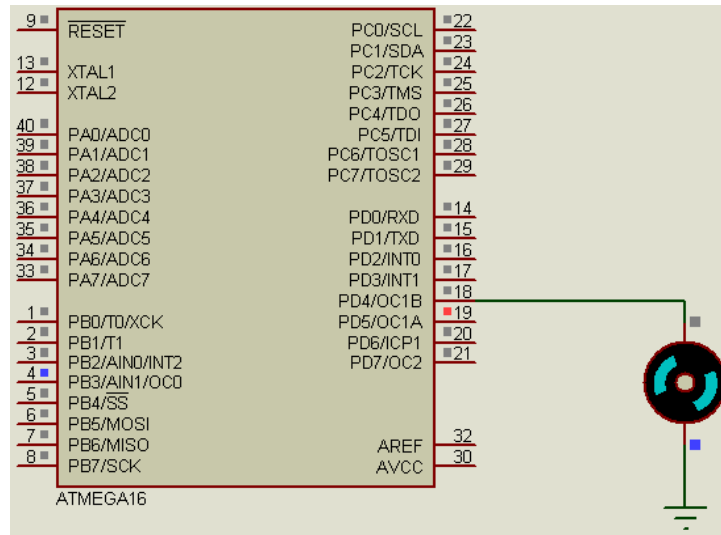 9 RESET PC0/SCL 22
PC1/SDA 23
13 XTAL1 PC2/TCK 24
12 XTAL2 PC3/TMS 25
PC4/TDO 26
40 PA0/ADC0 PC5/TDI 27
39 PA1/ADC1 PC6/TOSC1 28
38 PA2/ADC2 PC7/TOSC2 29
37 PA3/ADC3
36 PA4/ADC4 PD0/RXD 14
35 PA5/ADC5 PD1/TXD 15
34 PA6/ADC6 PD2/INT0 16
33 PA7/ADC7 PD3/INT1 17
PD4/OC1B 18
1 PB0/T0/XCK PD5/OC1A 19
2 PB1/T1 PD6/ICP1 20
3 PB2/AIN0/INT2 PD7/OC2 21
4 PB3/AIN1/OC0
5 PB4/SS
6 PB5/MOSI
7 PB6/MISO AREF 32
8 PB7/SCK AVCC 30
ATMEGA16